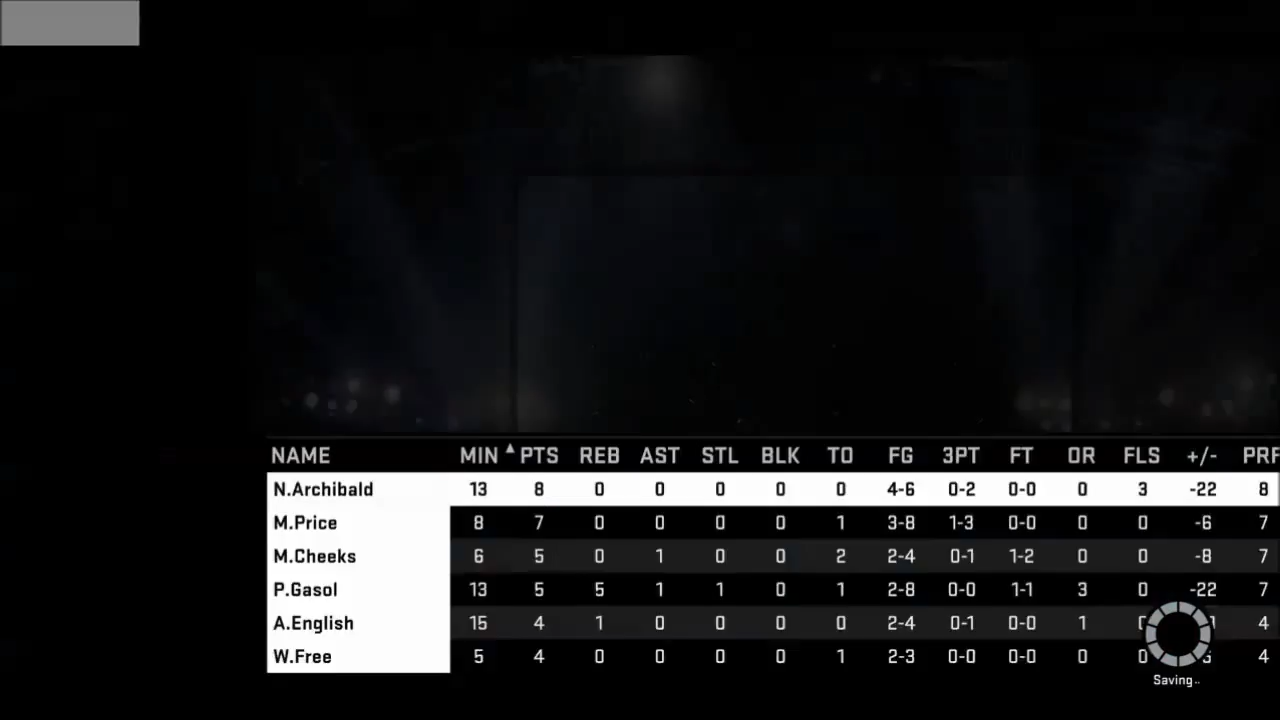 NAME MIN PTS REB AST STL BLK TO FG 3PT FT OR FLS +/- PRF
N.Archibald 13 8 0 0 0 0 0 4-6 0-2 0-0 0 3 -22 8
M.Price 8 7 0 0 0 0 1 3-8 1-3 0-0 0 0 -6 7
M.Cheeks 6 5 0 1 0 0 2 2-4 0-1 1-2 0 0 -8 7
P.Gasol 13 5 5 1 1 0 1 2-8 0-0 1-1 3 0 -22 7
A.English 15 4 1 0 0 0 0 2-4 0-1 0-0 1 4
W.Free 5 4 0 0 0 0 1 2-3 0-0 0-0 0 0 4
Saving..